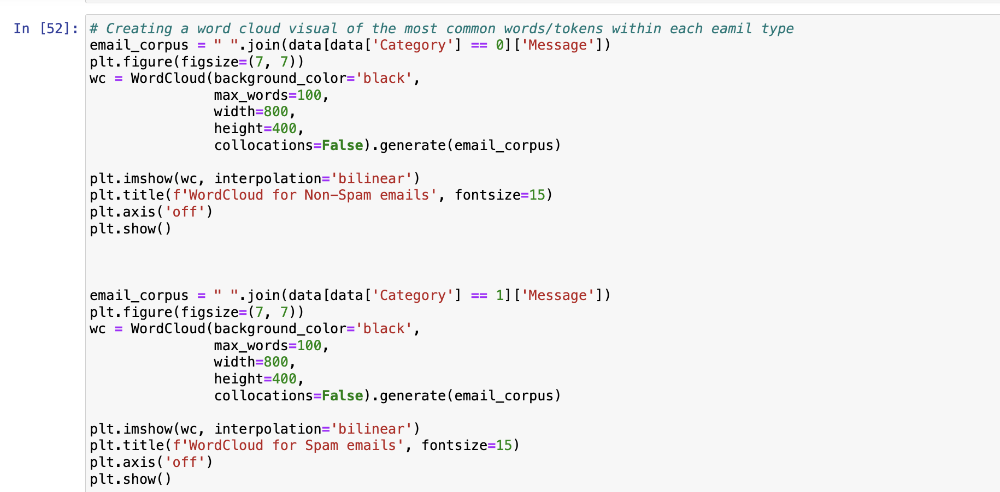 In [52]: # Creating a word cloud visual of the most common words/tokens within each eamil type
email_corpus = " ".join(data[data['Category'] == 0]['Message'])
plt.figure(figsize=(7, 7))
wc = WordCloud(background_color='black',
               max_words=100,
               width=800,
               height=400,
               collocations=False).generate(email_corpus)

plt.imshow(wc, interpolation='bilinear')
plt.title(f'WordCloud for Non-Spam emails', fontsize=15)
plt.axis('off')
plt.show()

email_corpus = " ".join(data[data['Category'] == 1]['Message'])
plt.figure(figsize=(7, 7))
wc = WordCloud(background_color='black',
               max_words=100,
               width=800,
               height=400,
               collocations=False).generate(email_corpus)

plt.imshow(wc, interpolation='bilinear')
plt.title(f'WordCloud for Spam emails', fontsize=15)
plt.axis('off')
plt.show()